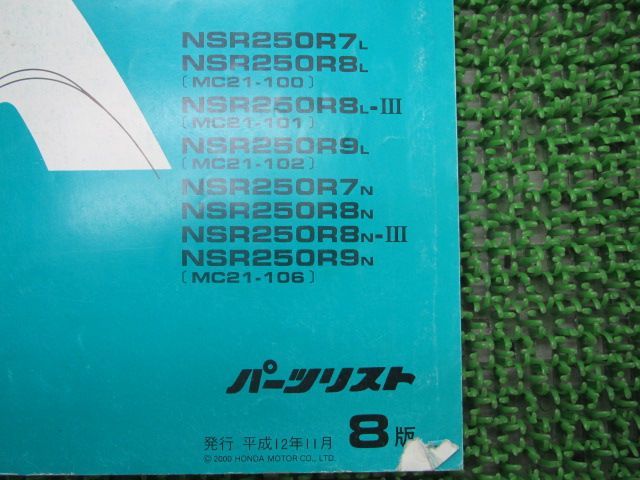 NSR250R7L
NSR250R8L
〔MC21-100〕
NSR250R8L-III
〔MC21-101〕
NSR250R9L
〔MC21-102〕
NSR250R7N
NSR250R8N
NSR250R8N-III
NSR250R9N
〔MC21-106〕
パーツリスト
発行 平成12年11月 8版
© 2000 HONDA MOTOR CO., LTD.